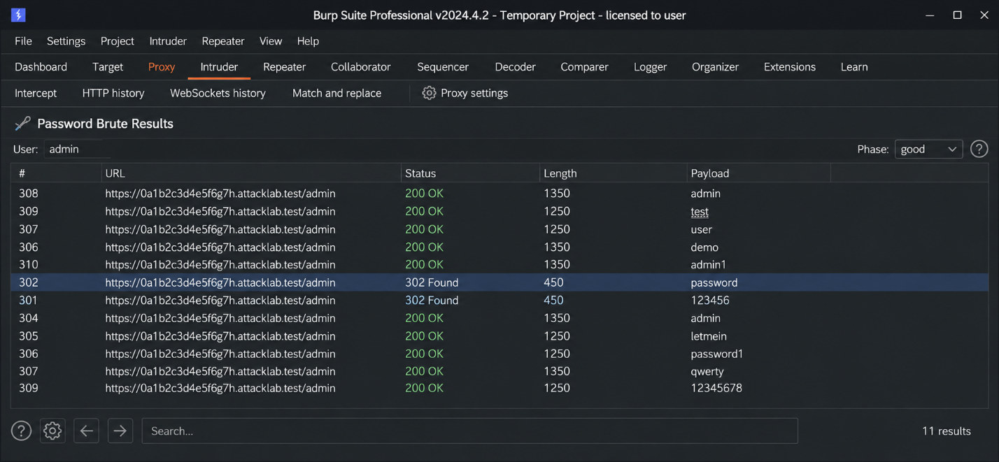 Burp Suite Professional v2024.4.2 - Temporary Project - licensed to user
File Settings Project Intruder Repeater View Help
Dashboard Target Proxy Intruder Repeater Collaborator Sequencer Decoder Comparer Logger Organizer Extensions Learn
Intercept HTTP history WebSockets history Match and replace Proxy settings
Password Brute Results
User: admin Phase: good ?
# URL Status Length Payload
308 https://0a1b2c3d4e5f6g7h.attacklab.test/admin 200 OK 1350 admin
309 https://0a1b2c3d4e5f6g7h.attacklab.test/admin 200 OK 1250 test
307 https://0a1b2c3d4e5f6g7h.attacklab.test/admin 200 OK 1250 user
306 https://0a1b2c3d4e5f6g7h.attacklab.test/admin 200 OK 1350 demo
310 https://0a1b2c3d4e5f6g7h.attacklab.test/admin 200 OK 1350 admin1
302 https://0a1b2c3d4e5f6g7h.attacklab.test/admin 302 Found 450 password
301 https://0a1b2c3d4e5f6g7h.attacklab.test/admin 302 Found 450 123456
304 https://0a1b2c3d4e5f6g7h.attacklab.test/admin 200 OK 1350 admin
305 https://0a1b2c3d4e5f6g7h.attacklab.test/admin 200 OK 1250 letmein
306 https://0a1b2c3d4e5f6g7h.attacklab.test/admin 200 OK 1250 password1
307 https://0a1b2c3d4e5f6g7h.attacklab.test/admin 200 OK 1350 qwerty
309 https://0a1b2c3d4e5f6g7h.attacklab.test/admin 200 OK 1250 12345678
? Search... 11 results